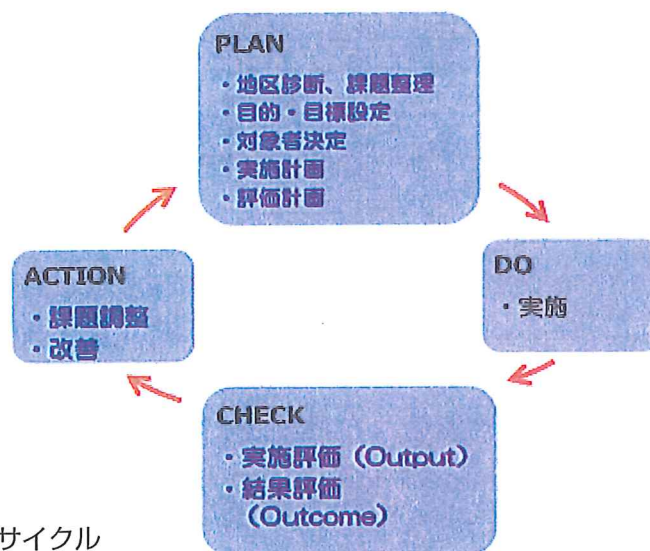 PLAN
・地区診断、課題整理
・目的・目標設定
・対象者決定
・実施計画
・評価計画
ACTION
・課題調整
・改善
DO
・実施
CHECK
・実施評価(Output)
・結果評価
(Outcome)
サイクル